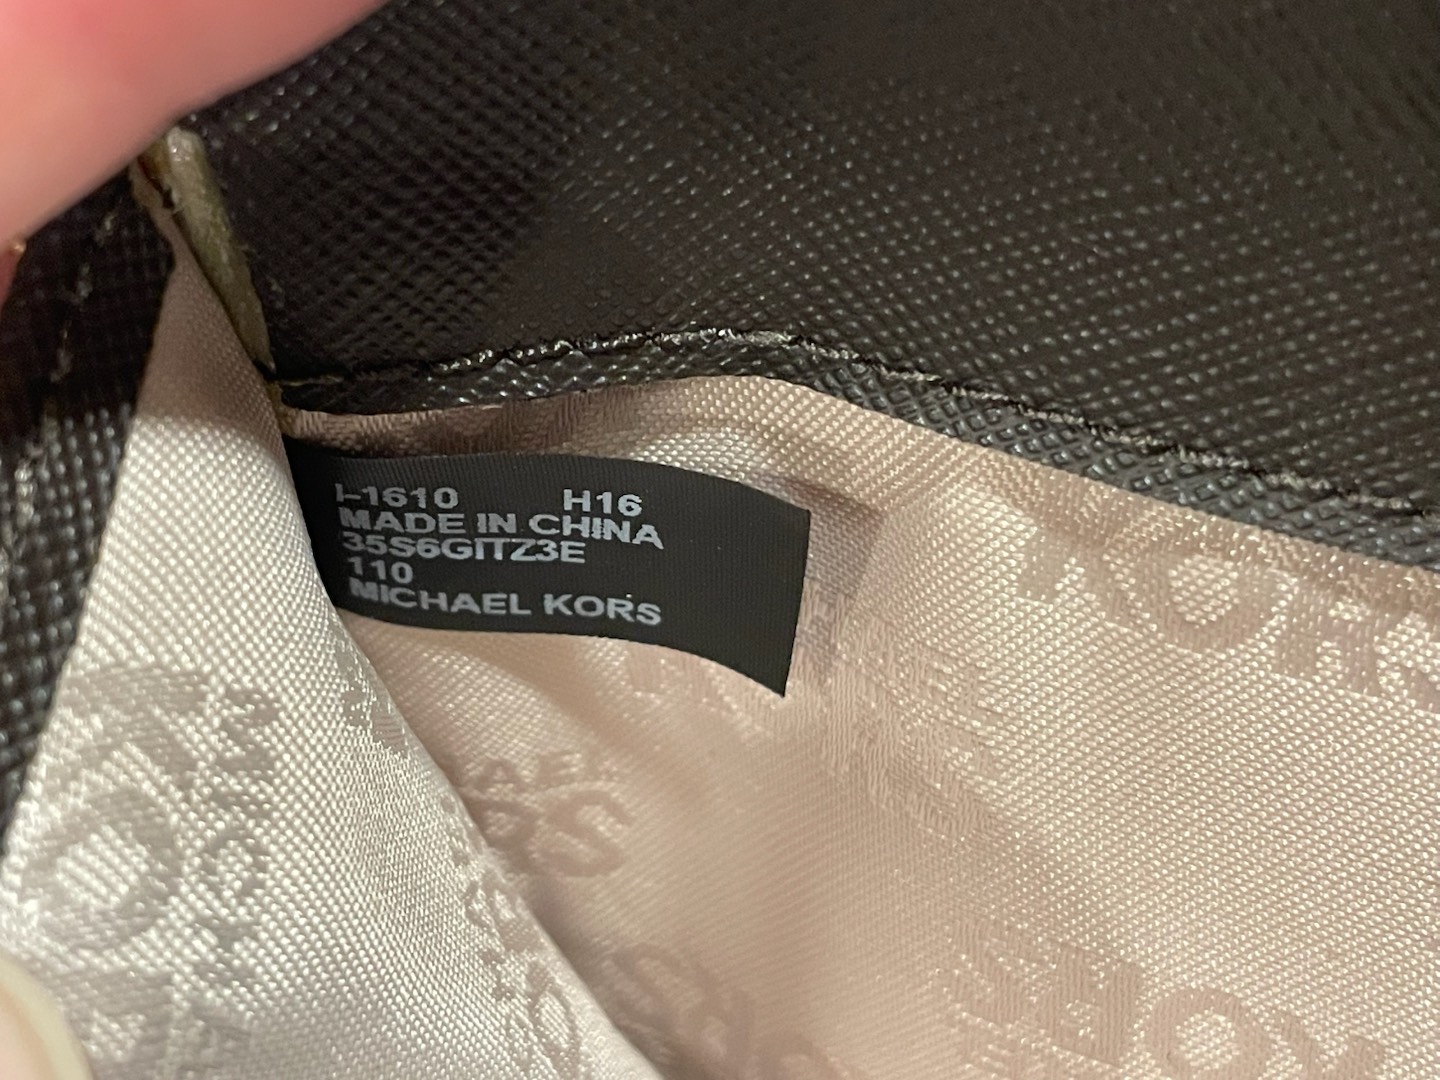 I-1610 H16
MADE IN CHINA
35S6GITZ3E
110
MICHAEL KORS